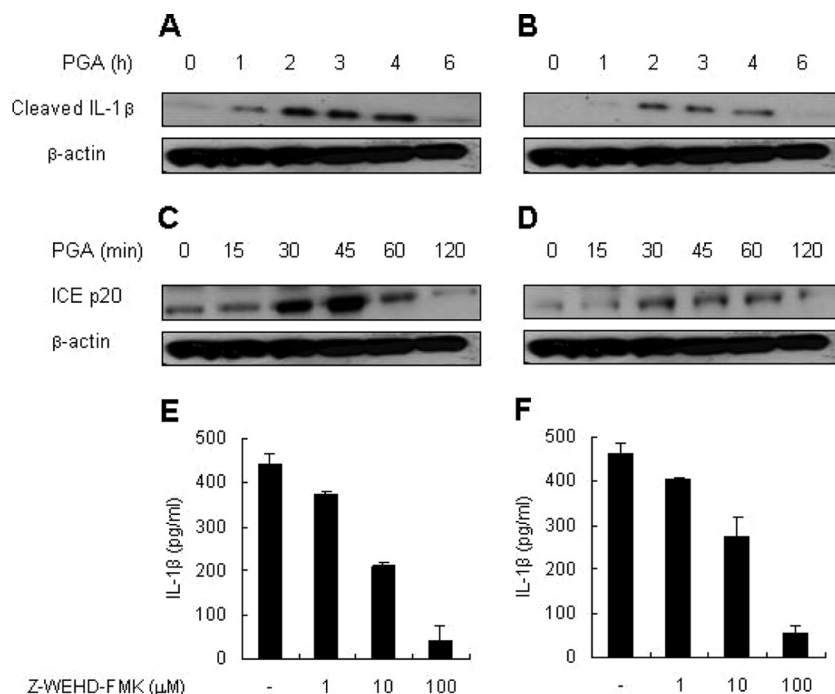 A
B
PGA (h) 0 1 2 3 4 6 0 1 2 3 4 6
Cleaved IL-1β
β-actin
C
D
PGA (min) 0 15 30 45 60 120 0 15 30 45 60 120
ICE p20
β-actin
E
500
400
300
200
100
0
IL-1β (pg/ml)
F
500
400
300
200
100
0
IL-1β (pg/ml)
Z-WEHD-FMK (μM) - 1 10 100 - 1 10 100